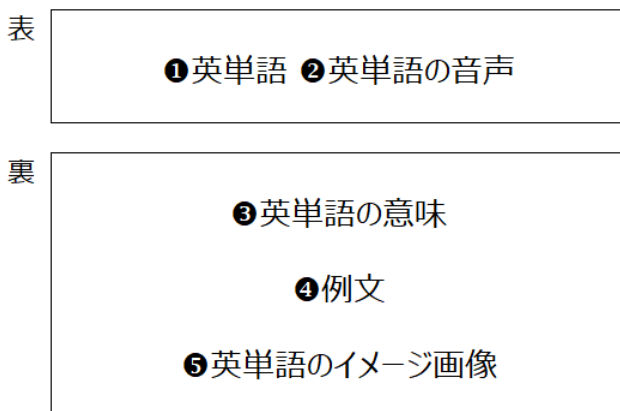 表
❶英単語 ❷英単語の音声
裏
❸英単語の意味
❹例文
❺英単語のイメージ画像